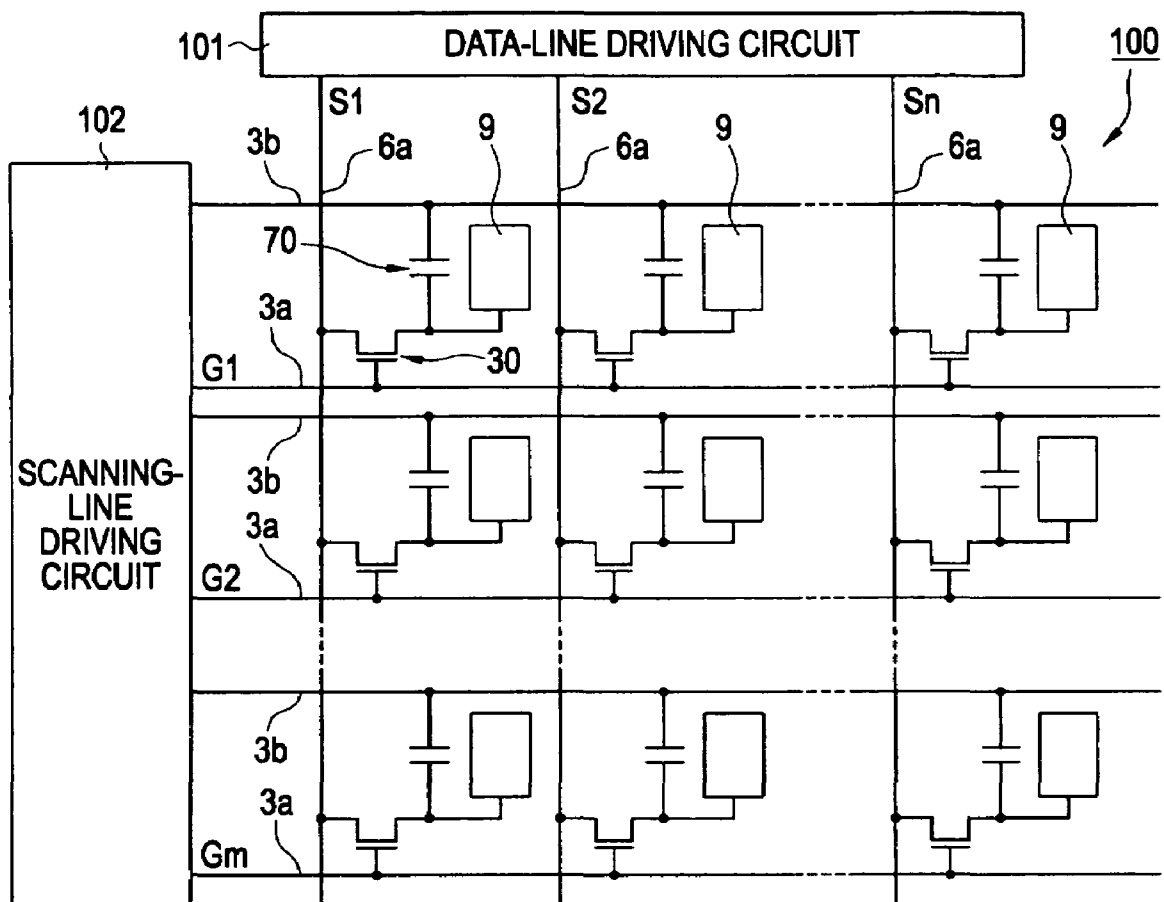 101
DATA-LINE DRIVING CIRCUIT
100
102
S1
S2
Sn
3b
6a
9
6a
9
6a
9
70
3a
G1
30
3b
SCANNING-
LINE
DRIVING
CIRCUIT
3a
G2
3b
3a
Gm